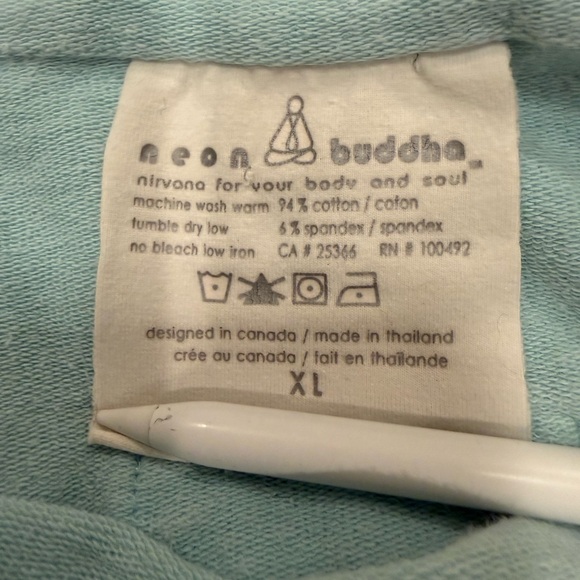 neon buddha TM
nirvana for your body and soul
machine wash warm 94% cotton / coton
tumble dry low 6% spandex / spandex
no bleach low iron CA # 25366 RN # 100492
designed in canada / made in thailand
crée au canada / fait en thaïlande
XL